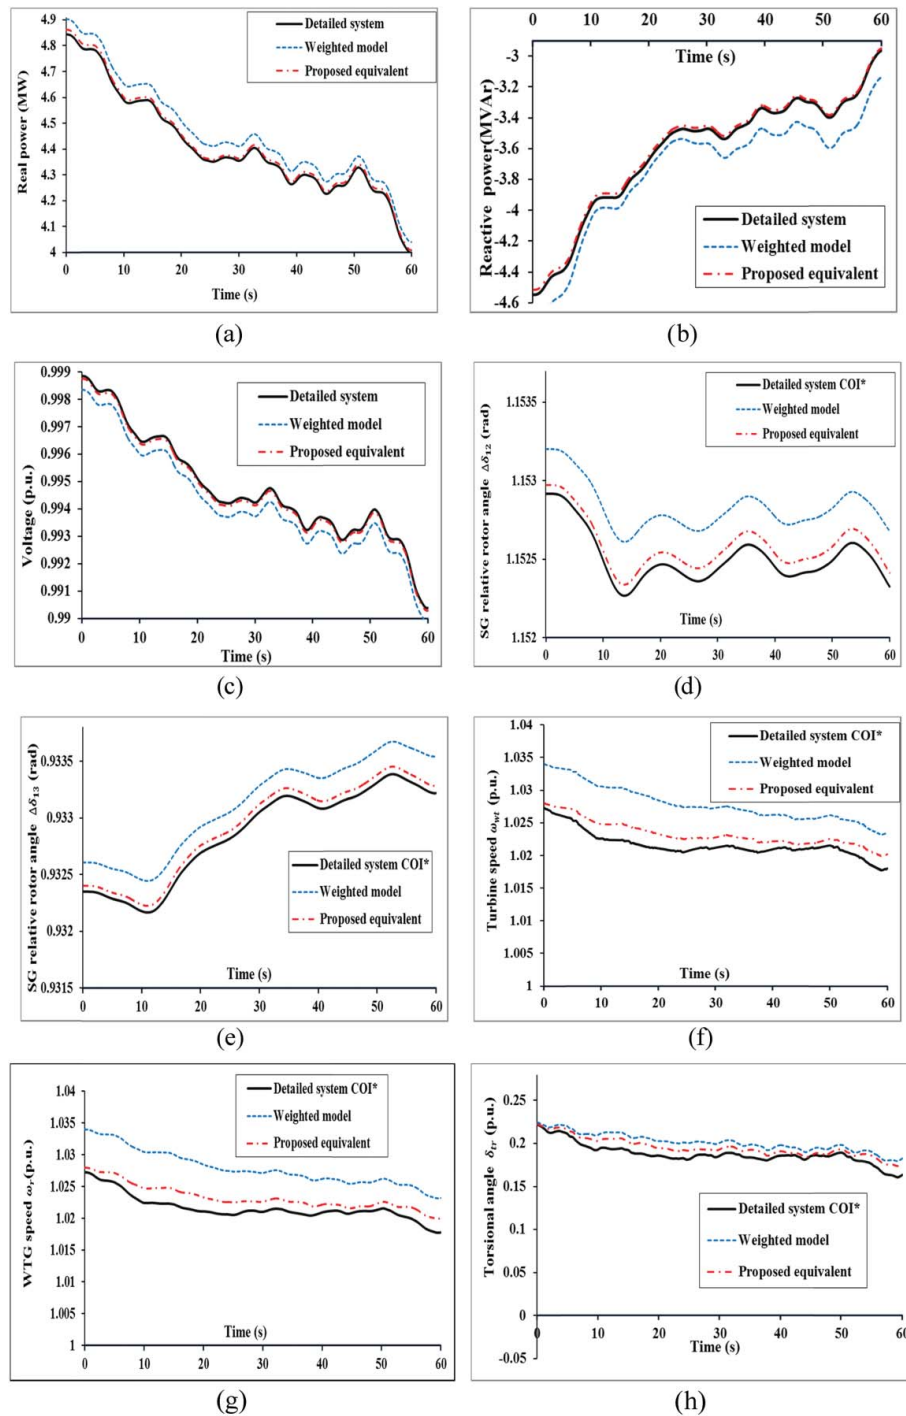 4.9
4.8
4.7
4.6
4.5
4.4
4.3
4.2
4.1
4
Real power (MW)
Detailed system
Weighted model
Proposed equivalent
0 10 20 30 40 50 60
Time (s)
(a)
0 10 20 30 40 50 60
Time (s)
-3
-3.2
-3.4
-3.6
-3.8
-4
-4.2
-4.4
-4.6
Reactive power(MVAr)
Detailed system
Weighted model
Proposed equivalent
(b)
0.999
0.998
0.997
0.996
0.995
0.994
0.993
0.992
0.991
0.99
Voltage (p.u.)
Detailed system
Weighted model
Proposed equivalent
0 10 20 30 40 50 60
Time (s)
(c)
1.1535
1.153
1.1525
1.152
SG relative rotor angle Δδ12 (rad)
Detailed system COI*
Weighted model
Proposed equivalent
Time (s)
0 10 20 30 40 50 60
(d)
0.9335
0.933
0.9325
0.932
0.9315
SG relative rotor angle Δδ13 (rad)
Detailed system COI*
Weighted model
Proposed equivalent
Time (s)
0 10 20 30 40 50 60
(e)
1.04
1.035
1.03
1.025
1.02
1.015
1.01
1.005
1
Turbine speed ωwt (p.u.)
Detailed system COI*
Weighted model
Proposed equivalent
Time (s)
0 10 20 30 40 50 60
(f)
1.04
1.035
1.03
1.025
1.02
1.015
1.01
1.005
1
WTG speed ωr(p.u.)
Detailed system COI*
Weighted model
Proposed equivalent
Time (s)
0 10 20 30 40 50 60
(g)
0.25
0.2
0.15
0.1
0.05
0
-0.05
Torsional angle δtr (p.u.)
Detailed system COI*
Weighted model
Proposed equivalent
0 10 20 30 40 50 60
Time (s)
(h)